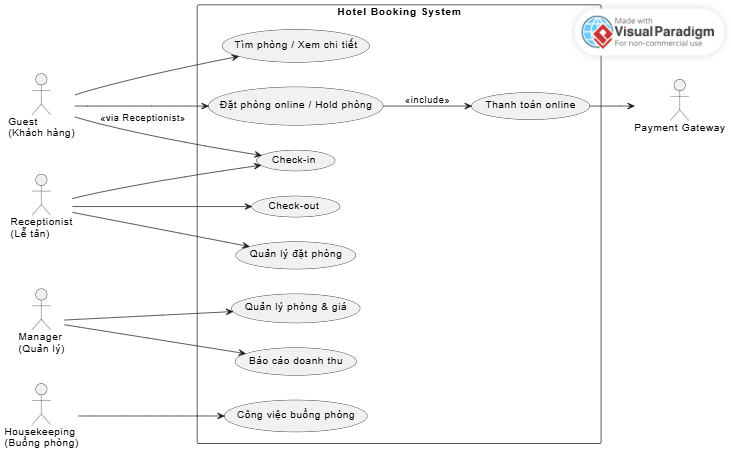 Hotel Booking System
Made with
VisualParadigm
For non-commercial use
Tìm phòng / Xem chi tiết
Guest
(Khách hàng)
Đặt phòng online / Hold phòng
«include»
Thanh toán online
Payment Gateway
«via Receptionist»
Check-in
Receptionist
(Lễ tân)
Check-out
Quản lý đặt phòng
Manager
(Quản lý)
Quản lý phòng & giá
Báo cáo doanh thu
Housekeeping
(Buồng phòng)
Công việc buồng phòng